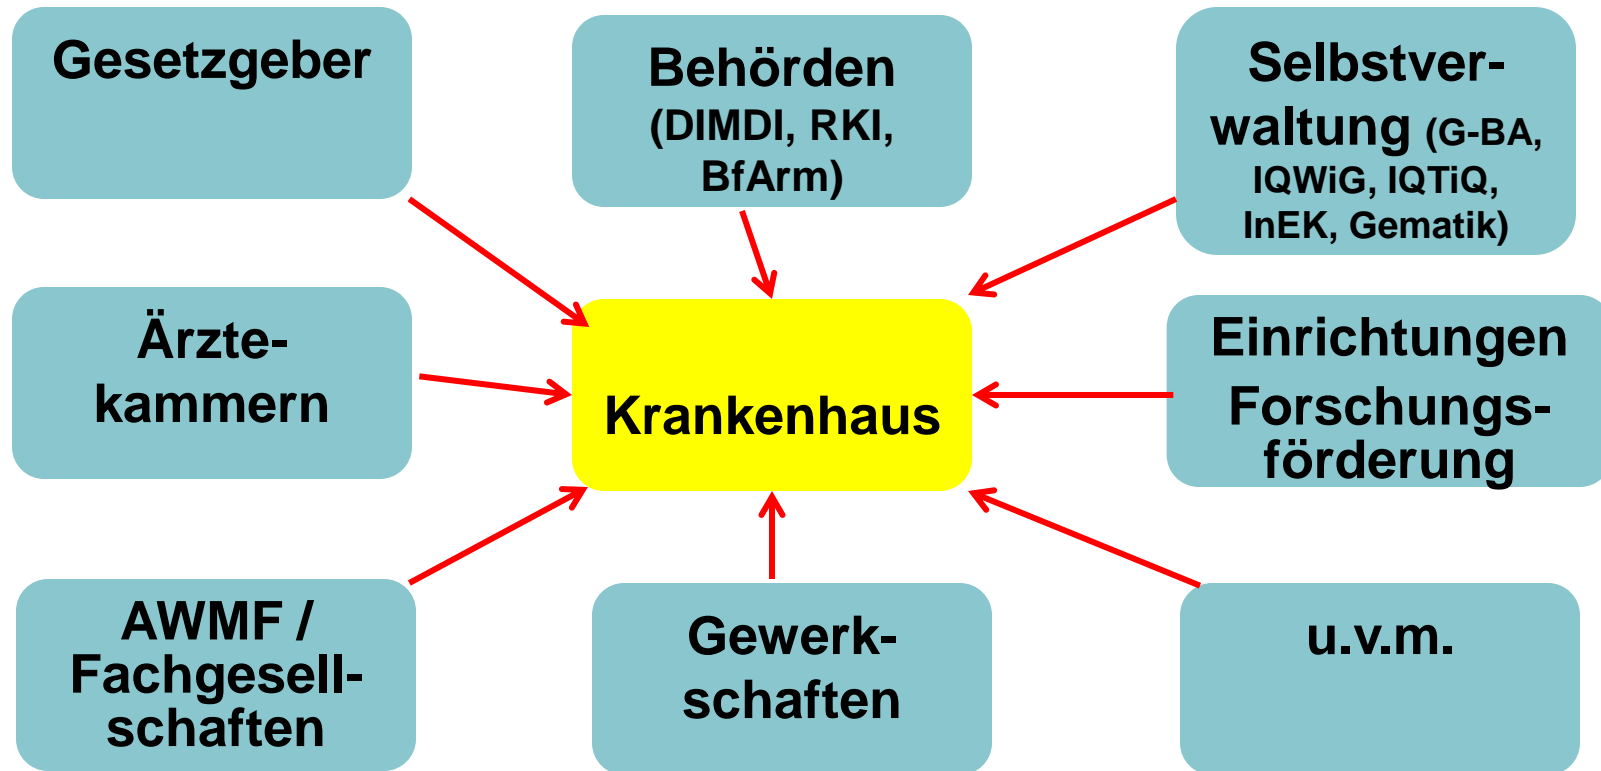 Gesetzgeber
Behörden
(DIMDI, RKI,
BfArm)
Selbstver-
waltung (G-BA,
IQWiG, IQTiQ,
InEK, Gematik)
Ärzte-
kammern
Krankenhaus
Einrichtungen
Forschungs-
förderung
AWMF /
Fachgesell-
schaften
Gewerk-
schaften
u.v.m.